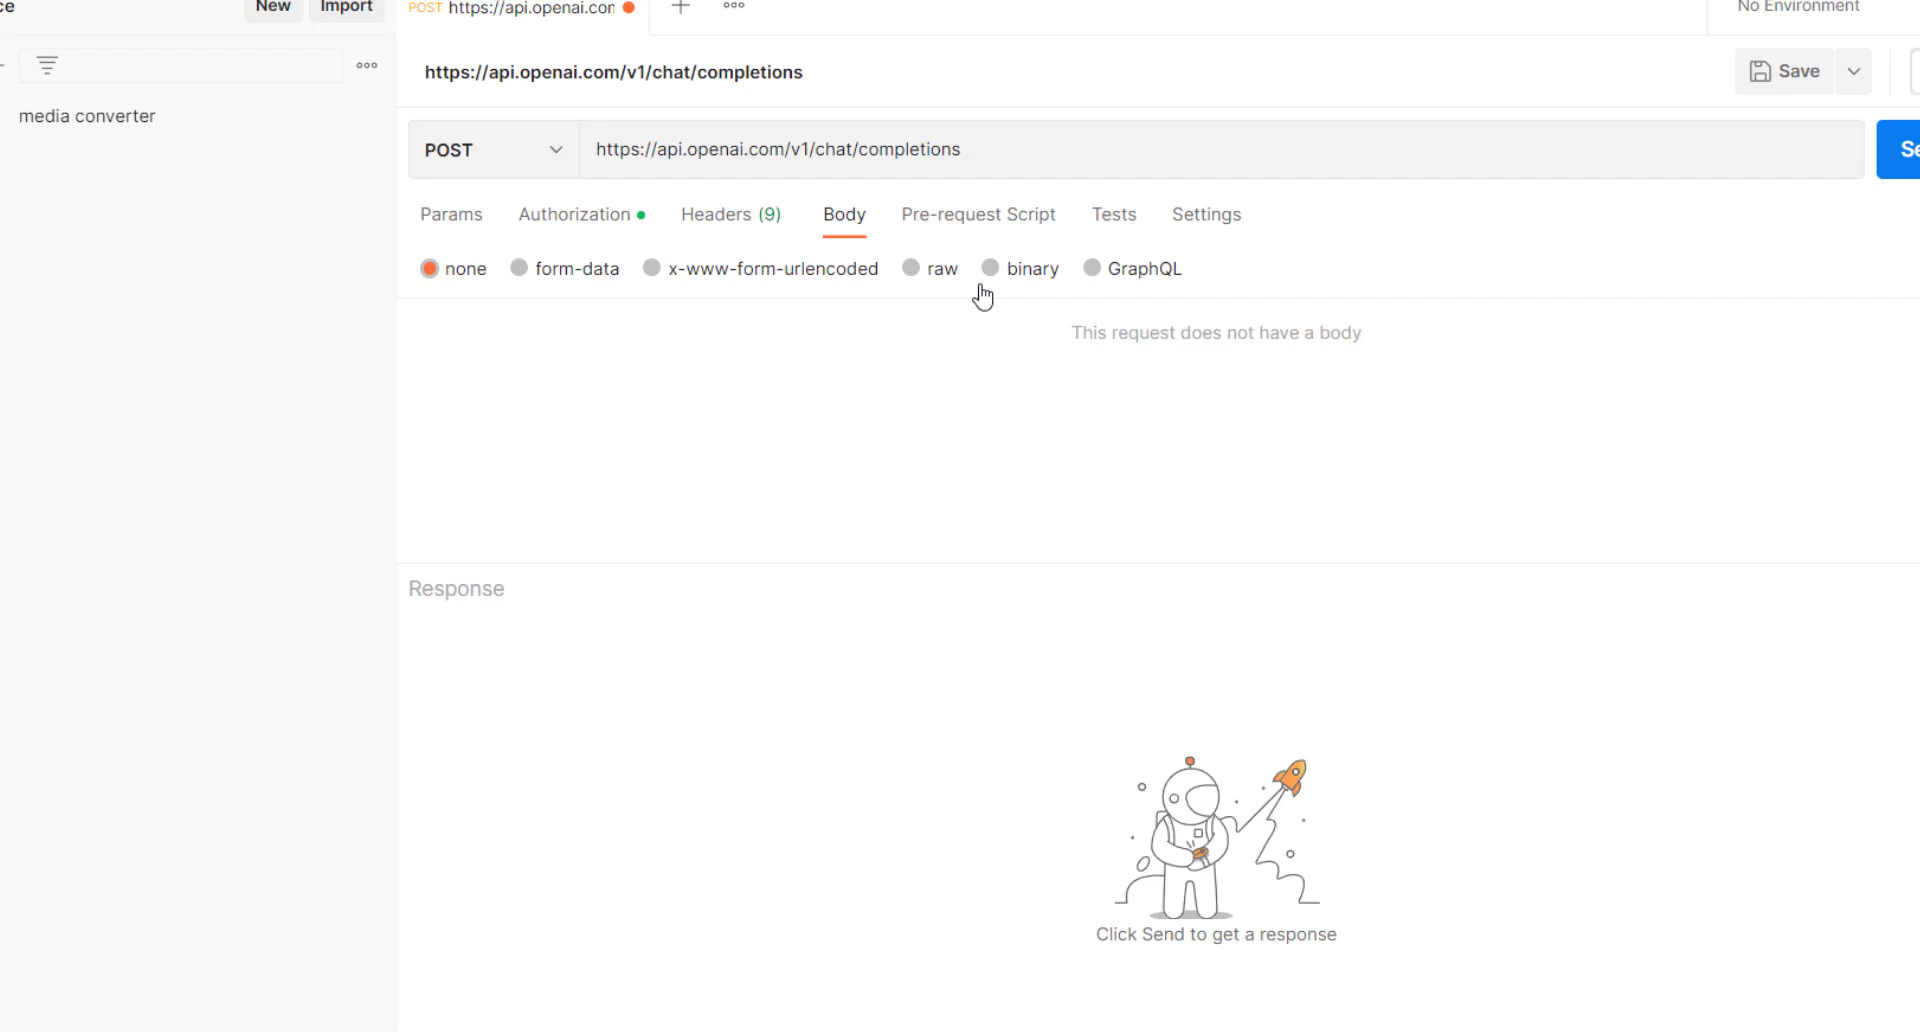 ce New Import POST https://api.openai.con No Environment
https://api.openai.com/v1/chat/completions Save
media converter
POST https://api.openai.com/v1/chat/completions Se
Params Authorization Headers (9) Body Pre-request Script Tests Settings
none form-data x-www-form-urlencoded raw binary GraphQL
This request does not have a body
Response
Click Send to get a response